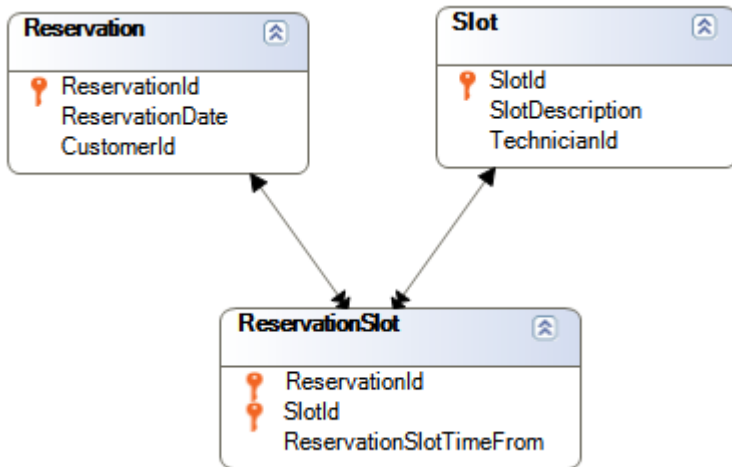 Reservation
ReservationId
ReservationDate
CustomerId
Slot
SlotId
SlotDescription
TechnicianId
ReservationSlot
ReservationId
SlotId
ReservationSlotTimeFrom